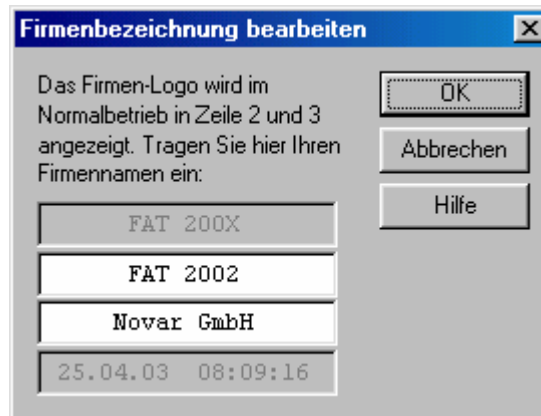 Firmenbezeichnung bearbeiten
Das Firmen-Logo wird im
Normalbetrieb in Zeile 2 und 3
angezeigt. Tragen Sie hier Ihren
Firmennamen ein:
FAT 200X
FAT 2002
Novar GmbH
25.04.03 08:09:16
OK
Abbrechen
Hilfe